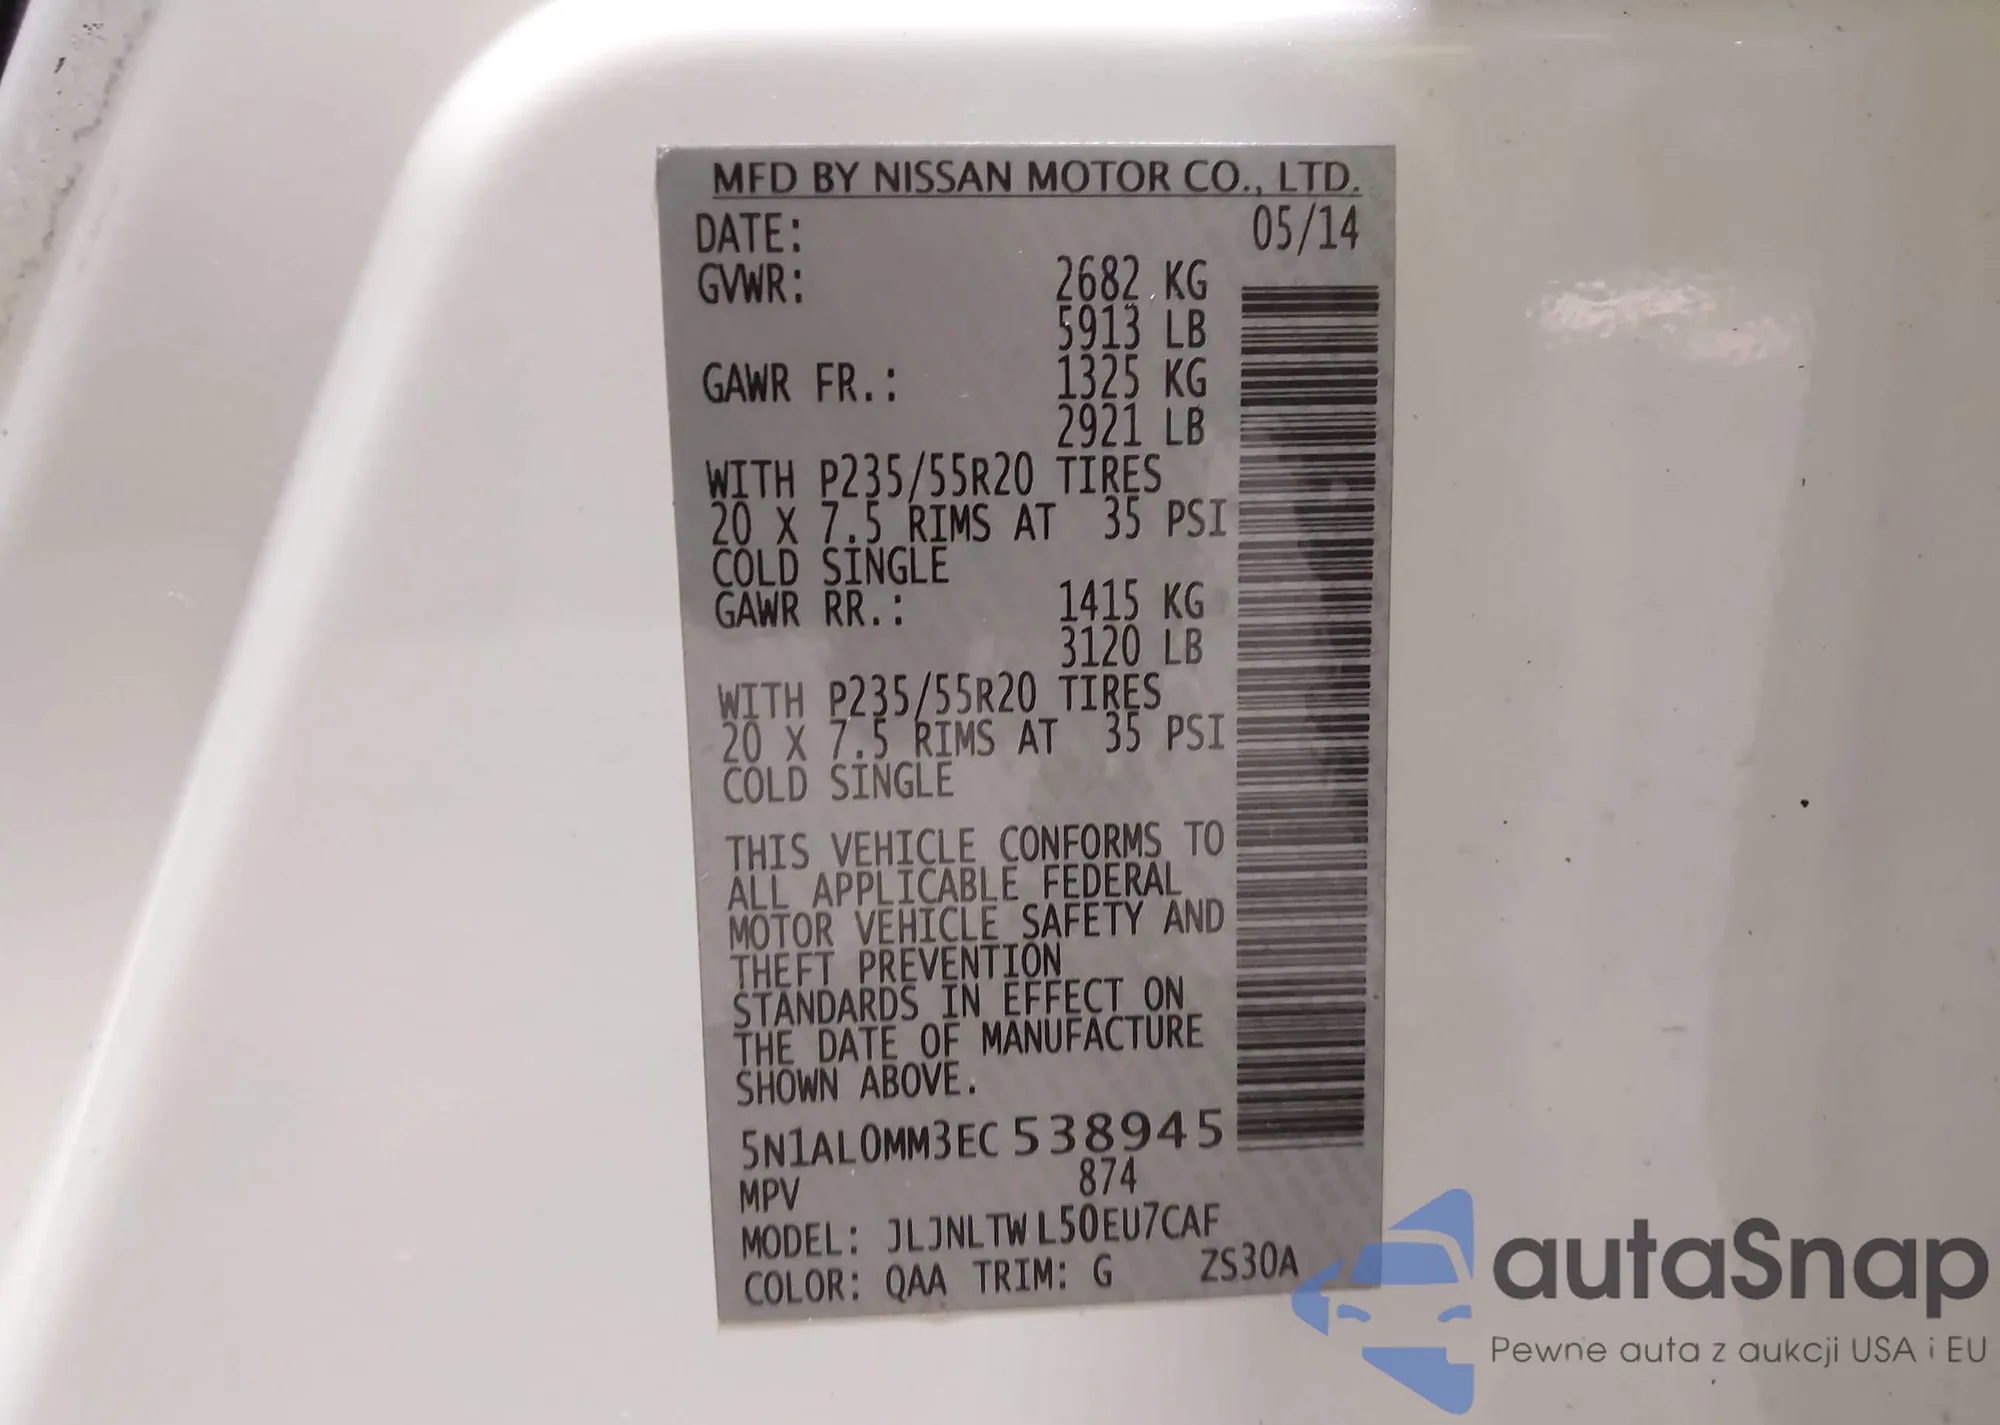 MFD BY NISSAN MOTOR CO., LTD.
DATE: 05/14
GVWR: 2682 KG
5913 LB
GAWR FR.: 1325 KG
2921 LB
WITH P235/55R20 TIRES
20 X 7.5 RIMS AT 35 PSI
COLD SINGLE
GAWR RR.: 1415 KG
3120 LB
WITH P235/55R20 TIRES
20 X 7.5 RIMS AT 35 PSI
COLD SINGLE
THIS VEHICLE CONFORMS TO
ALL APPLICABLE FEDERAL
MOTOR VEHICLE SAFETY AND
THEFT PREVENTION
STANDARDS IN EFFECT ON
THE DATE OF MANUFACTURE
SHOWN ABOVE.
5N1AL0MM3EC538945
MPV 874
MODEL: JLJNLTW L50EU7CAF
COLOR: QAA TRIM: G ZS30A
autaSnap
Pewne auta z aukcji USA i EU